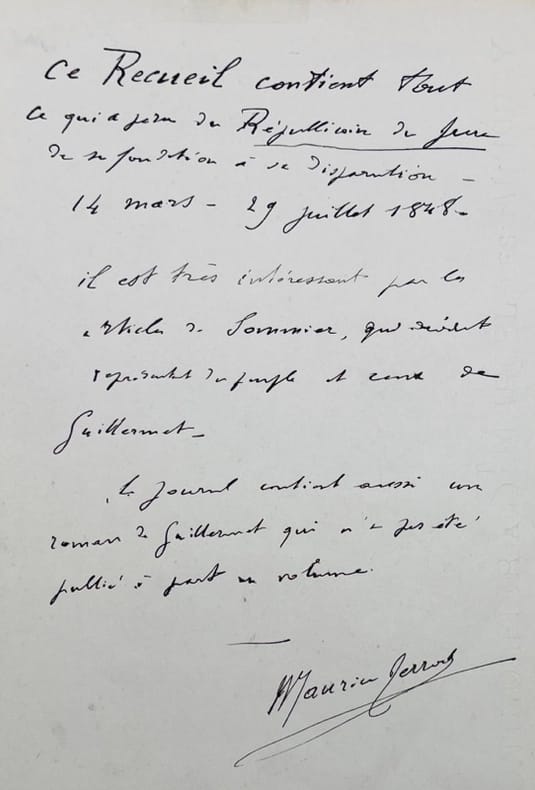 Ce Recueil contient tout
ce qui a paru du Républicain du Jura
de sa fondation à sa disparution –
14 mars – 29 juillet 1848 –
il est très intéressant par les
articles de Sommier, qui devint
représentant du peuple et ceux de
Guillermet –
Le journal contient aussi un
roman de Guillermet qui n'a pas été
publié à part en volume.
Maurice Perrod